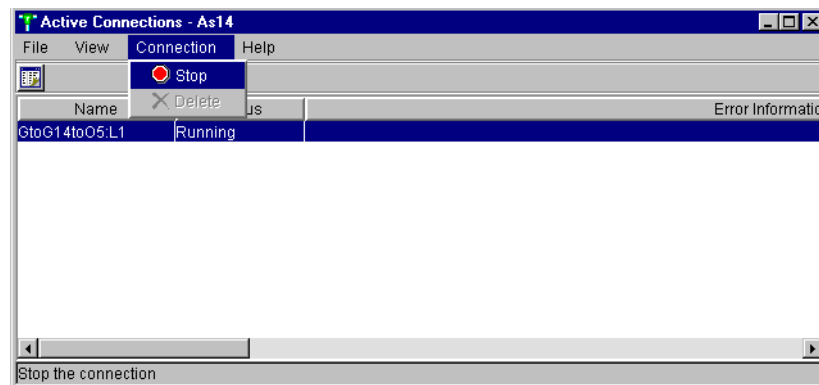 Active Connections - As14
File View Connection Help
Stop
Delete
Name us Error Informatio
GtoG14toO5:L1 Running
Stop the connection